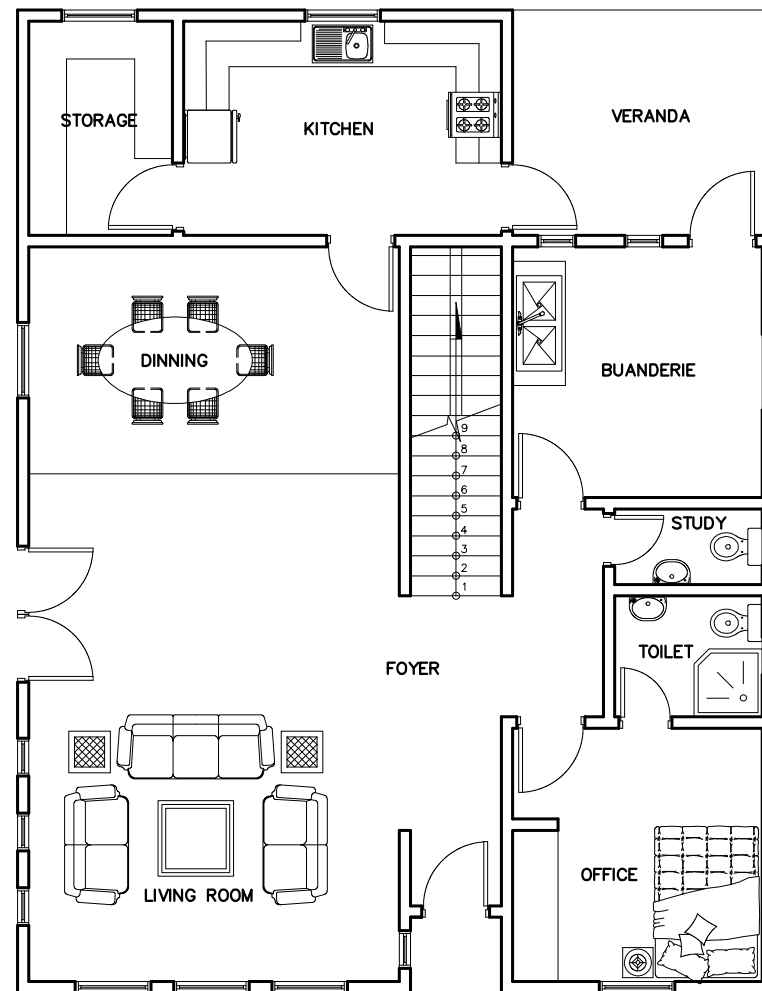 STORAGE
KITCHEN
VERANDA
DINNING
BUANDERIE
9
8
7
6
5
4
3
2
1
STUDY
TOILET
FOYER
OFFICE
LIVING ROOM